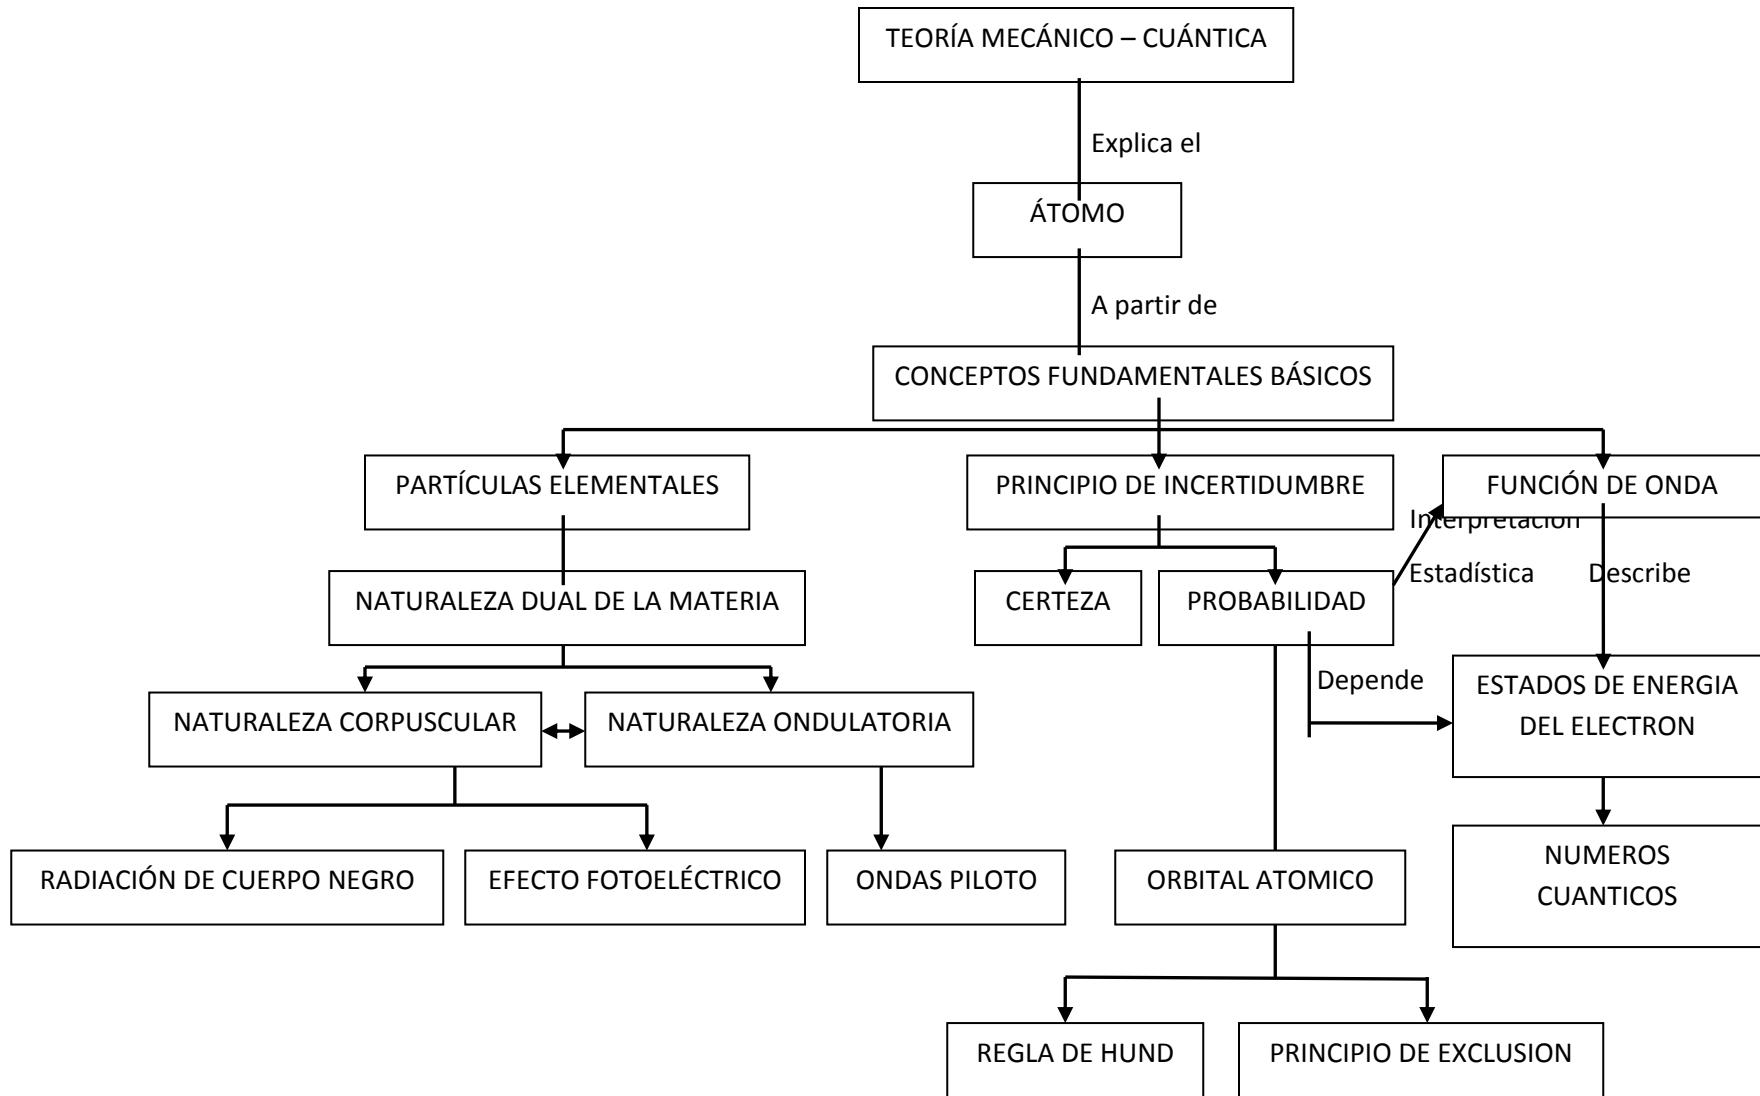 TEORÍA MECÁNICO – CUÁNTICA
Explica el
ÁTOMO
A partir de
CONCEPTOS FUNDAMENTALES BÁSICOS
PARTÍCULAS ELEMENTALES
PRINCIPIO DE INCERTIDUMBRE
FUNCIÓN DE ONDA
Interpretación
Estadística
Describe
NATURALEZA DUAL DE LA MATERIA
CERTEZA
PROBABILIDAD
Depende
ESTADOS DE ENERGIA
DEL ELECTRON
NATURALEZA CORPUSCULAR
NATURALEZA ONDULATORIA
RADIACIÓN DE CUERPO NEGRO
EFECTO FOTOELÉCTRICO
ONDAS PILOTO
ORBITAL ATOMICO
NUMEROS
CUANTICOS
REGLA DE HUND
PRINCIPIO DE EXCLUSION